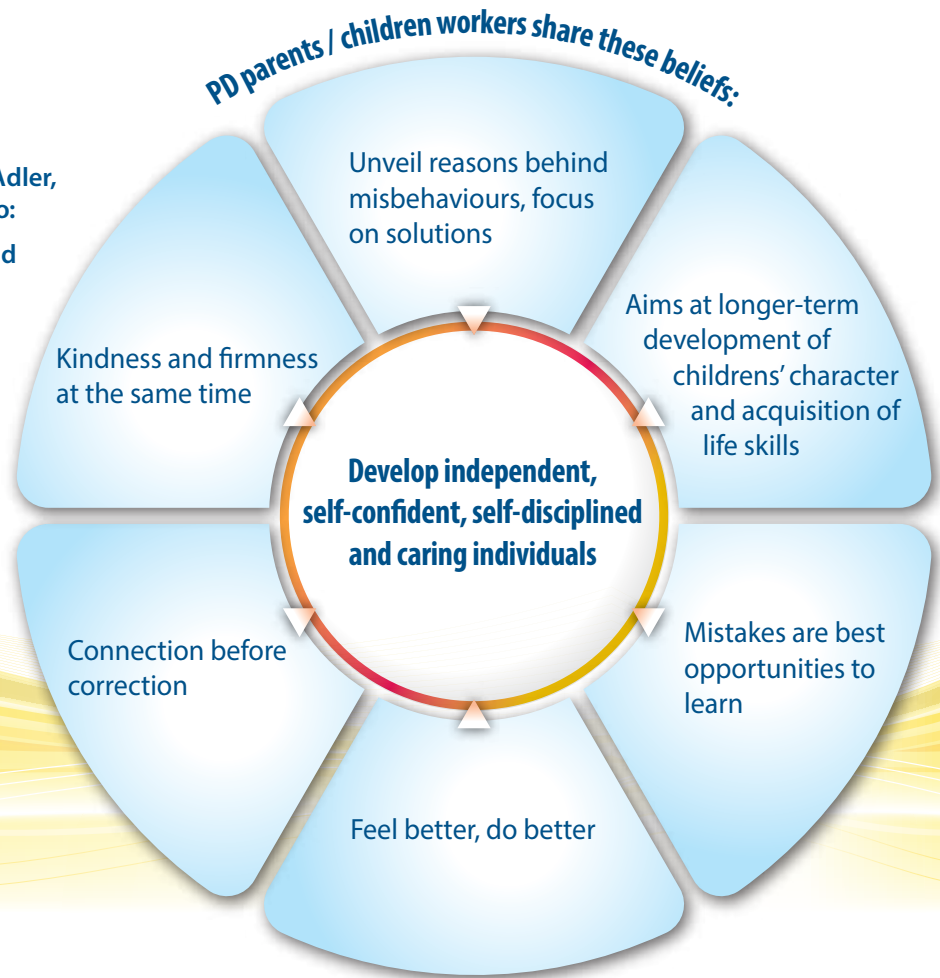 PD parents / children workers share these beliefs:
Adler,
o:
d
Unveil reasons behind
misbehaviours, focus
on solutions
Aims at longer-term
development of
childrens’ character
and acquisition of
life skills
Mistakes are best
opportunities to
learn
Feel better, do better
Connection before
correction
Kindness and firmness
at the same time
Develop independent,
self-confident, self-disciplined
and caring individuals